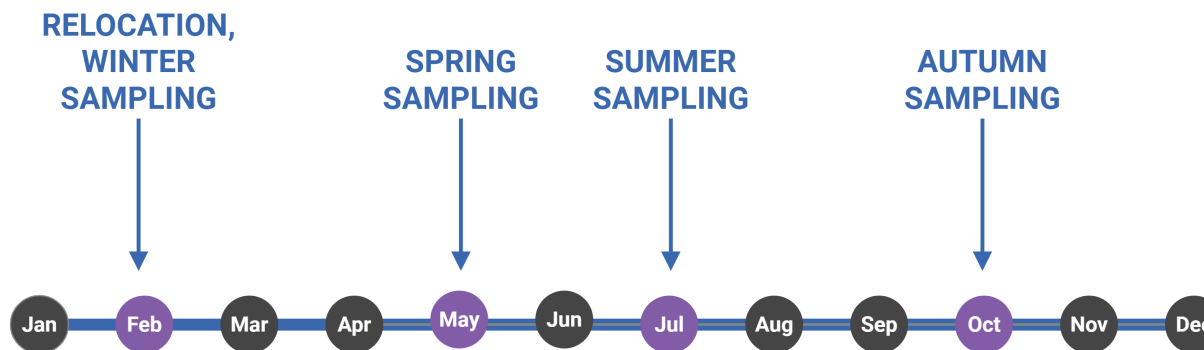 RELOCATION,
WINTER
SAMPLING
SPRING
SAMPLING
SUMMER
SAMPLING
AUTUMN
SAMPLING
Jan Feb Mar Apr May Jun Jul Aug Sep Oct Nov Dec